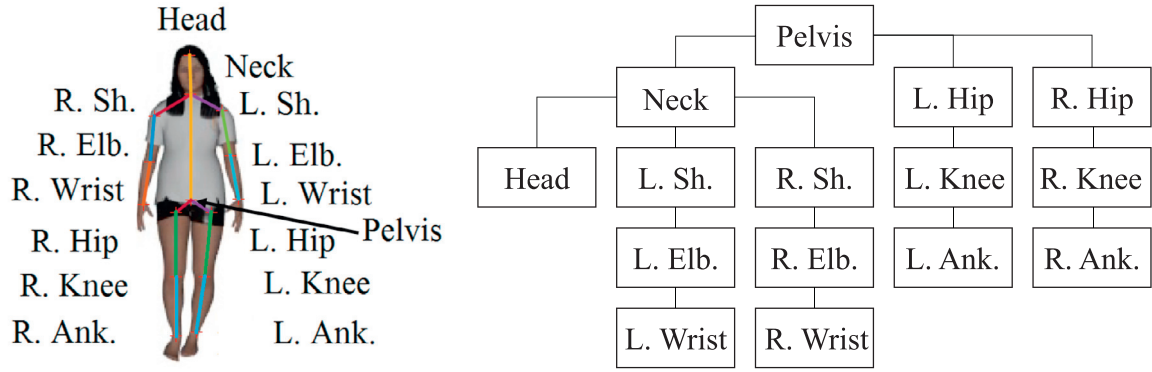 Head
Neck
R. Sh.
L. Sh.
R. Elb.
L. Elb.
R. Wrist
L. Wrist
Pelvis
R. Hip
L. Hip
R. Knee
L. Knee
R. Ank.
L. Ank.
Pelvis
Neck
L. Hip
R. Hip
Head
L. Sh.
R. Sh.
L. Knee
R. Knee
L. Elb.
R. Elb.
L. Ank.
R. Ank.
L. Wrist
R. Wrist